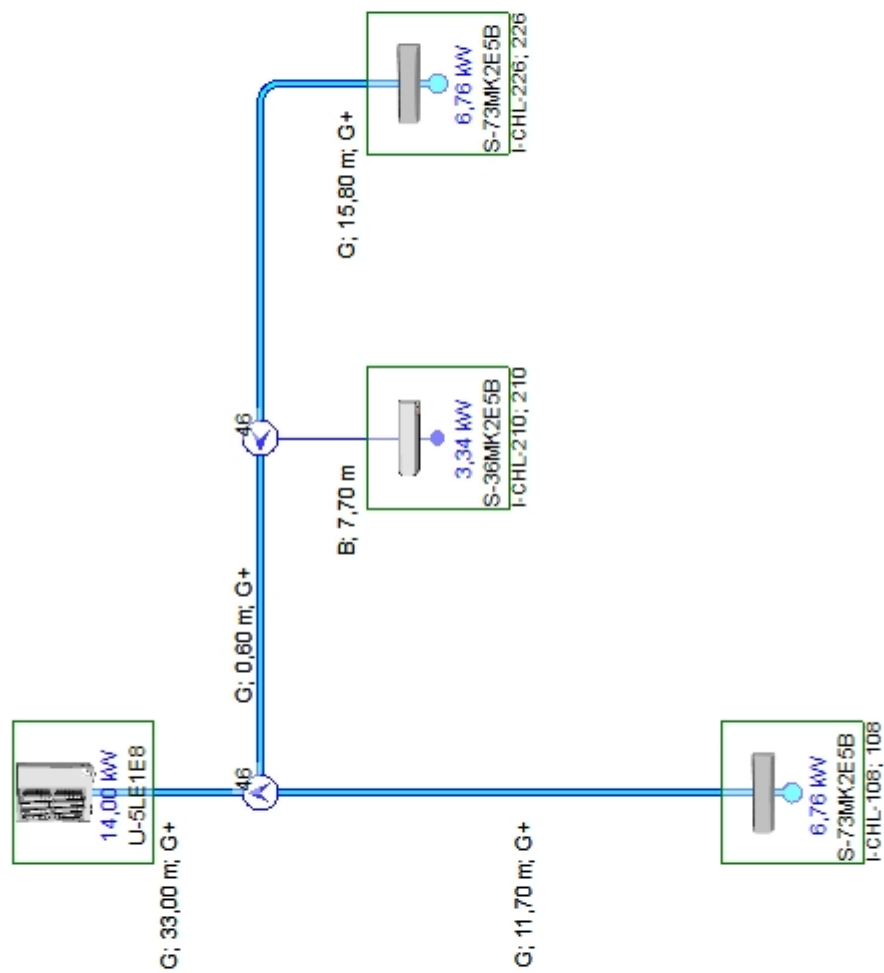 14,00 kW
U-5LE1E8
G; 33,00 m; G+
46
G; 0,60 m; G+
46
G; 15,80 m; G+
6,76 kW
S-73MK2E5B
I-CHL-226; 226
B; 7,70 m
3,34 kW
S-36MK2E5B
I-CHL-210; 210
G; 11,70 m; G+
6,76 kW
S-73MK2E5B
I-CHL-108; 108